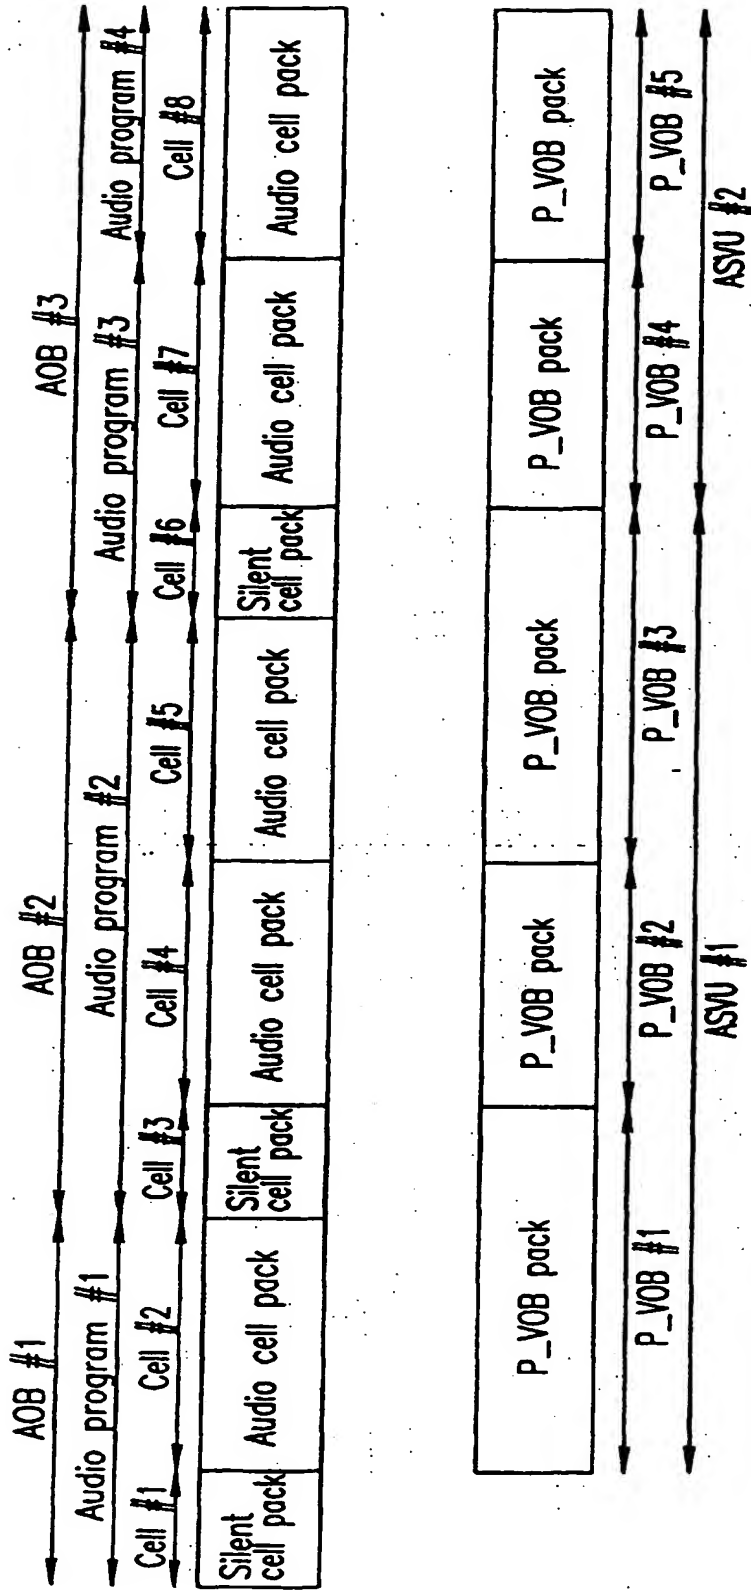 AOB #1
AOB #2
AOB #3
Audio program #1
Audio program #2
Audio program #3
Audio program #4
Cell #1
Cell #2
Cell #3
Cell #4
Cell #5
Cell #6
Cell #7
Cell #8
Silent
cell pack
Audio cell pack
Silent
cell pack
Audio cell pack
Audio cell pack
Silent
cell pack
Audio cell pack
Audio cell pack
P_VOB pack
P_VOB pack
P_VOB pack
P_VOB pack
P_VOB pack
P_VOB #1
P_VOB #2
P_VOB #3
P_VOB #4
P_VOB #5
ASVU #1
ASVU #2